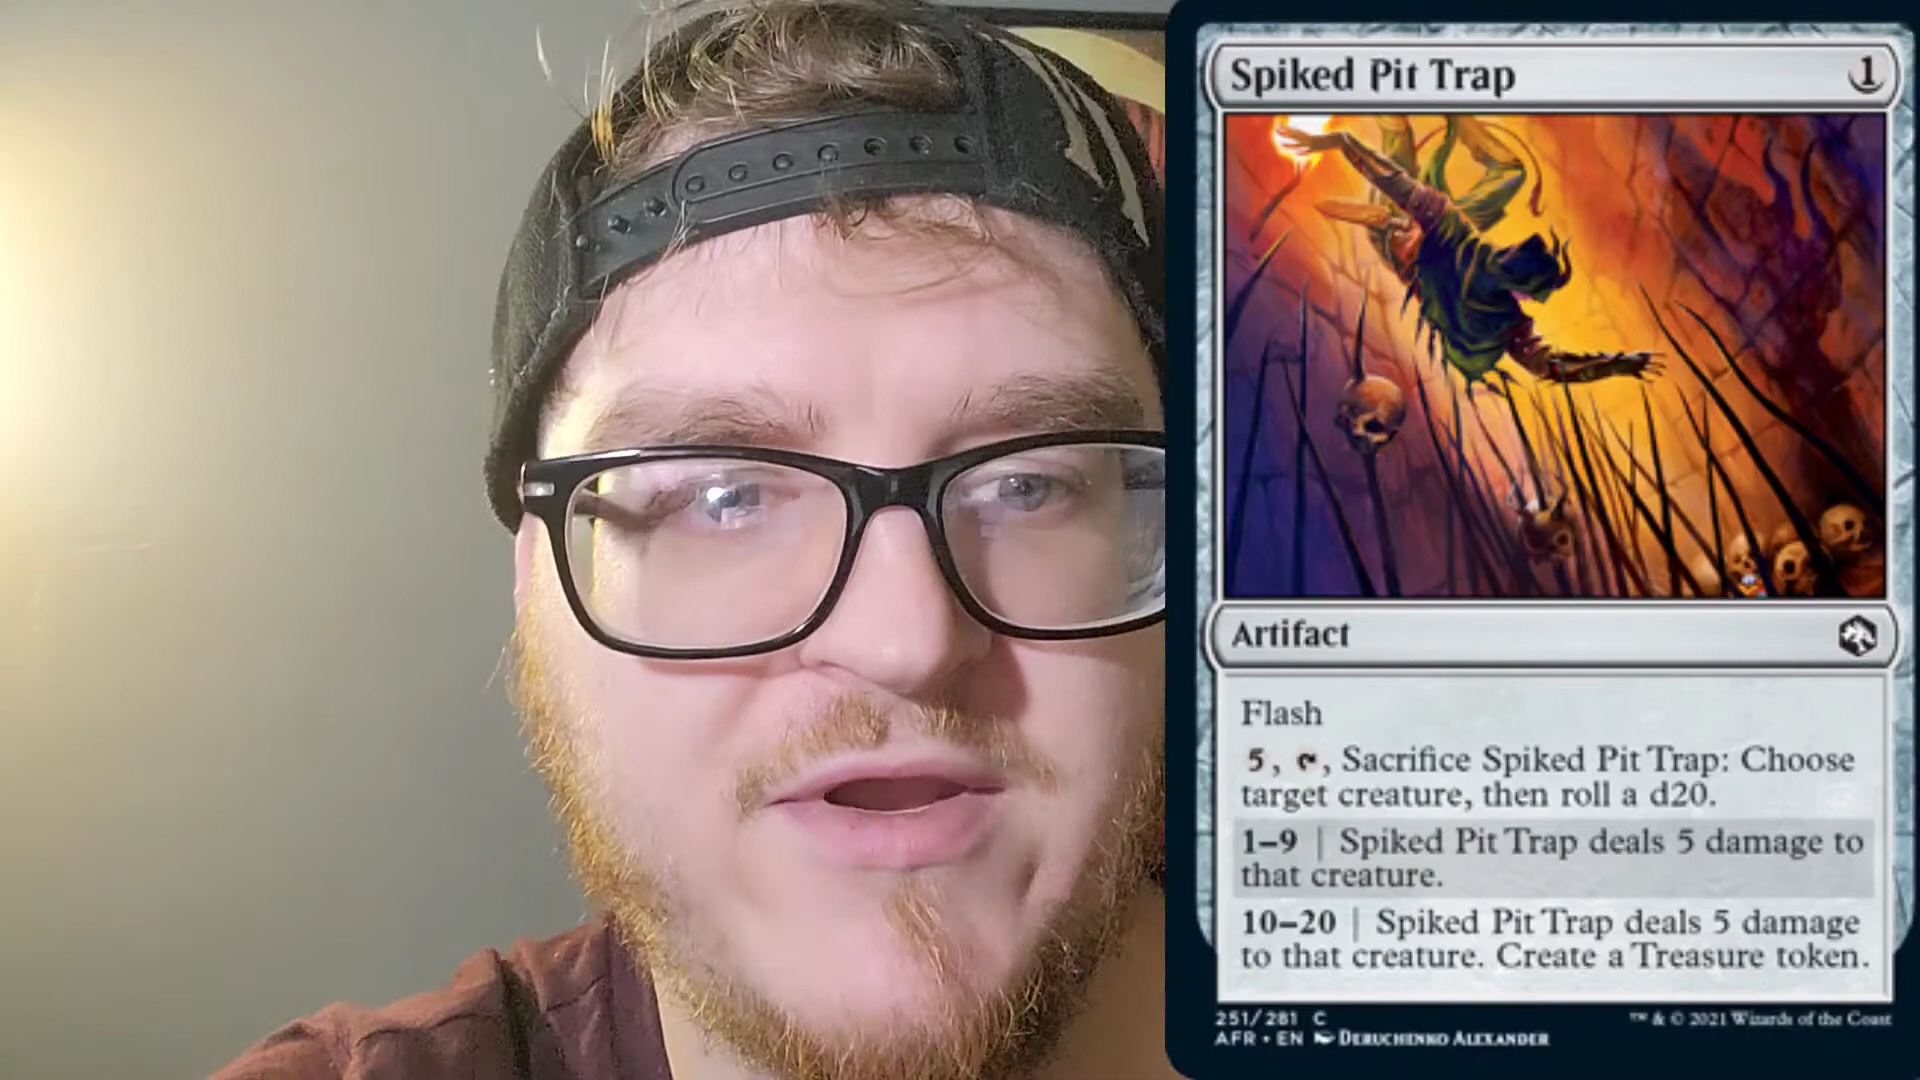 Spiked Pit Trap 1
Artifact
Flash
5, , Sacrifice Spiked Pit Trap: Choose
target creature, then roll a d20.
1–9 | Spiked Pit Trap deals 5 damage to
that creature.
10–20 | Spiked Pit Trap deals 5 damage
to that creature. Create a Treasure token.
251/281 C
™ & © 2021 Wizards of the Coast
AFR • EN DERUCHENKO ALEXANDER